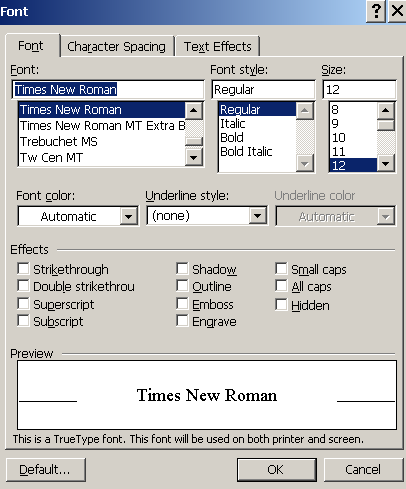 Font
Font Character Spacing Text Effects
Font: Font style: Size:
Times New Roman Regular 12
Times New Roman Regular 8
Times New Roman MT Extra B Italic 9
Trebuchet MS Bold 10
Tw Cen MT Bold Italic 11
12
Font color: Underline style: Underline color
Automatic (none) Automatic
Effects
Strikethrough Shadow Small caps
Double strikethrou Outline All caps
Superscript Emboss Hidden
Subscript Engrave
Preview
Times New Roman
This is a TrueType font. This font will be used on both printer and screen.
Default... OK Cancel